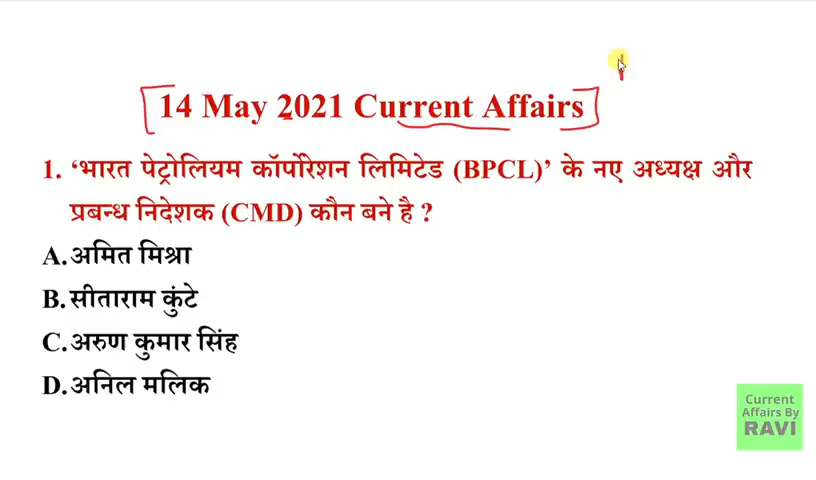 14 May 2021 Current Affairs
1. ‘भारत पेट्रोलियम कॉर्पोरेशन लिमिटेड (BPCL)’ के नए अध्यक्ष और
प्रबन्ध निदेशक (CMD) कौन बने है ?
A. अमित मिश्रा
B. सीताराम कुंटे
C. अरुण कुमार सिंह
D. अनिल मलिक
Current
Affairs By
RAVI